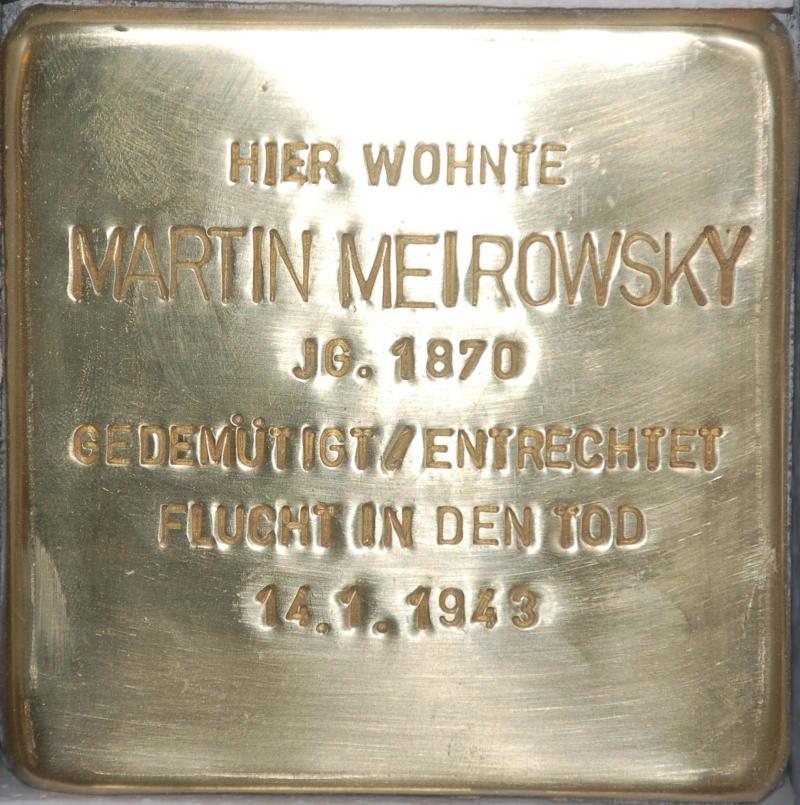 HIER WOHNTE
MARTIN MEIROWSKY
JG. 1870
GEDEMÜTIGT/ENTRECHTET
FLUCHT IN DEN TOD
14.1.1943